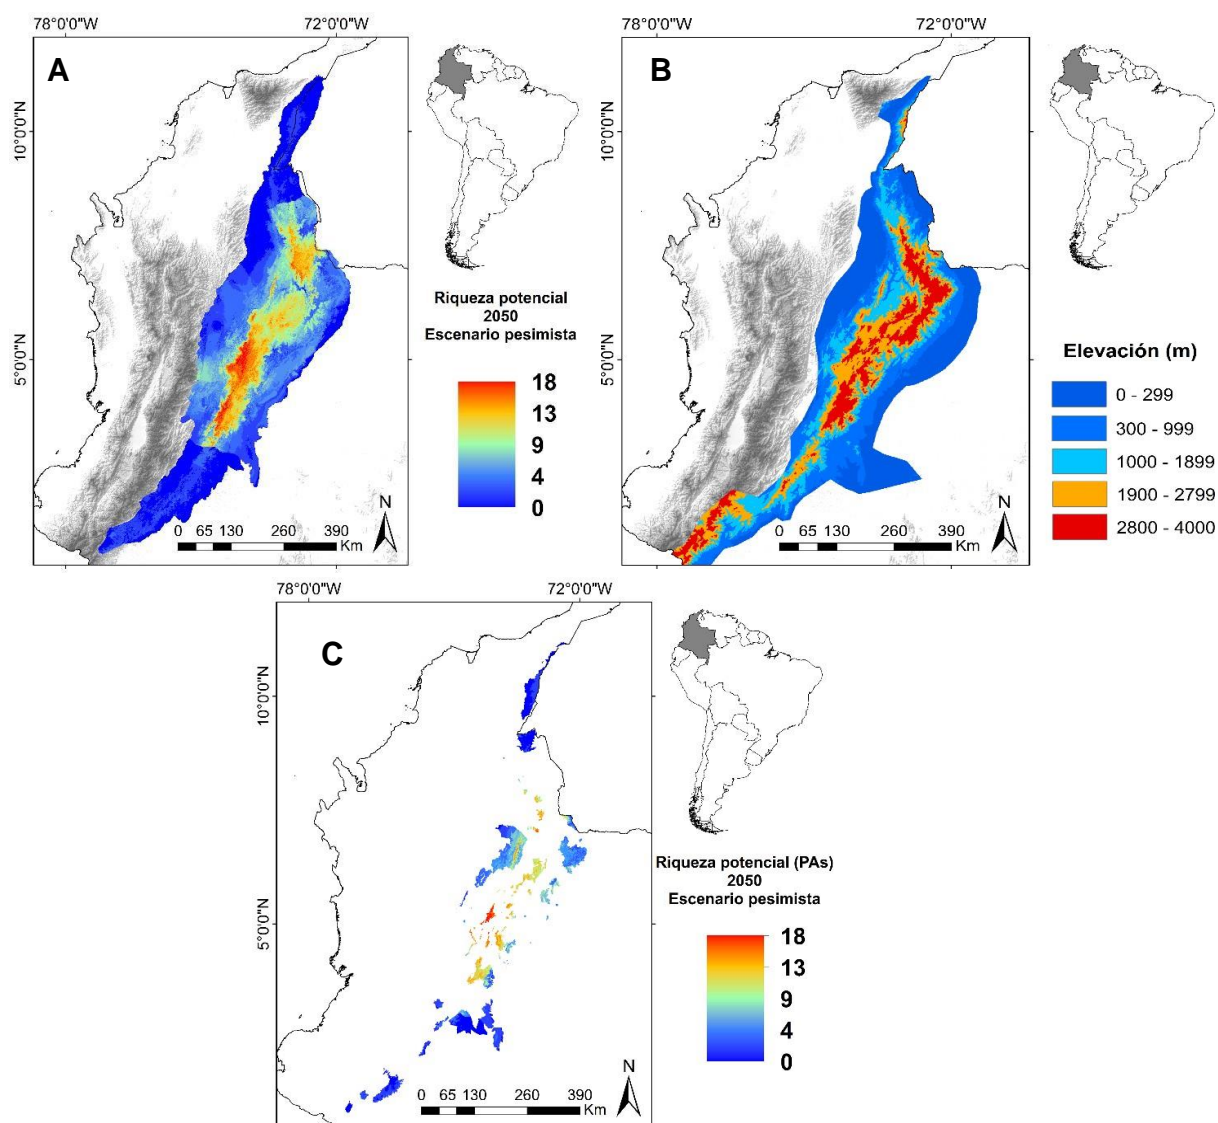 78°0'0"W 72°0'0"W
A
10°0'0"N
5°0'0"N
Riqueza potencial
2050
Escenario pesimista
18
13
9
4
0
N
0 65 130 260 390
Km
78°0'0"W 72°0'0"W
B
10°0'0"N
5°0'0"N
Elevación (m)
0 - 299
300 - 999
1000 - 1899
1900 - 2799
2800 - 4000
N
0 65 130 260 390
Km
78°0'0"W 72°0'0"W
C
10°0'0"N
5°0'0"N
Riqueza potencial (PAs)
2050
Escenario pesimista
18
13
9
4
0
N
0 65 130 260 390
Km